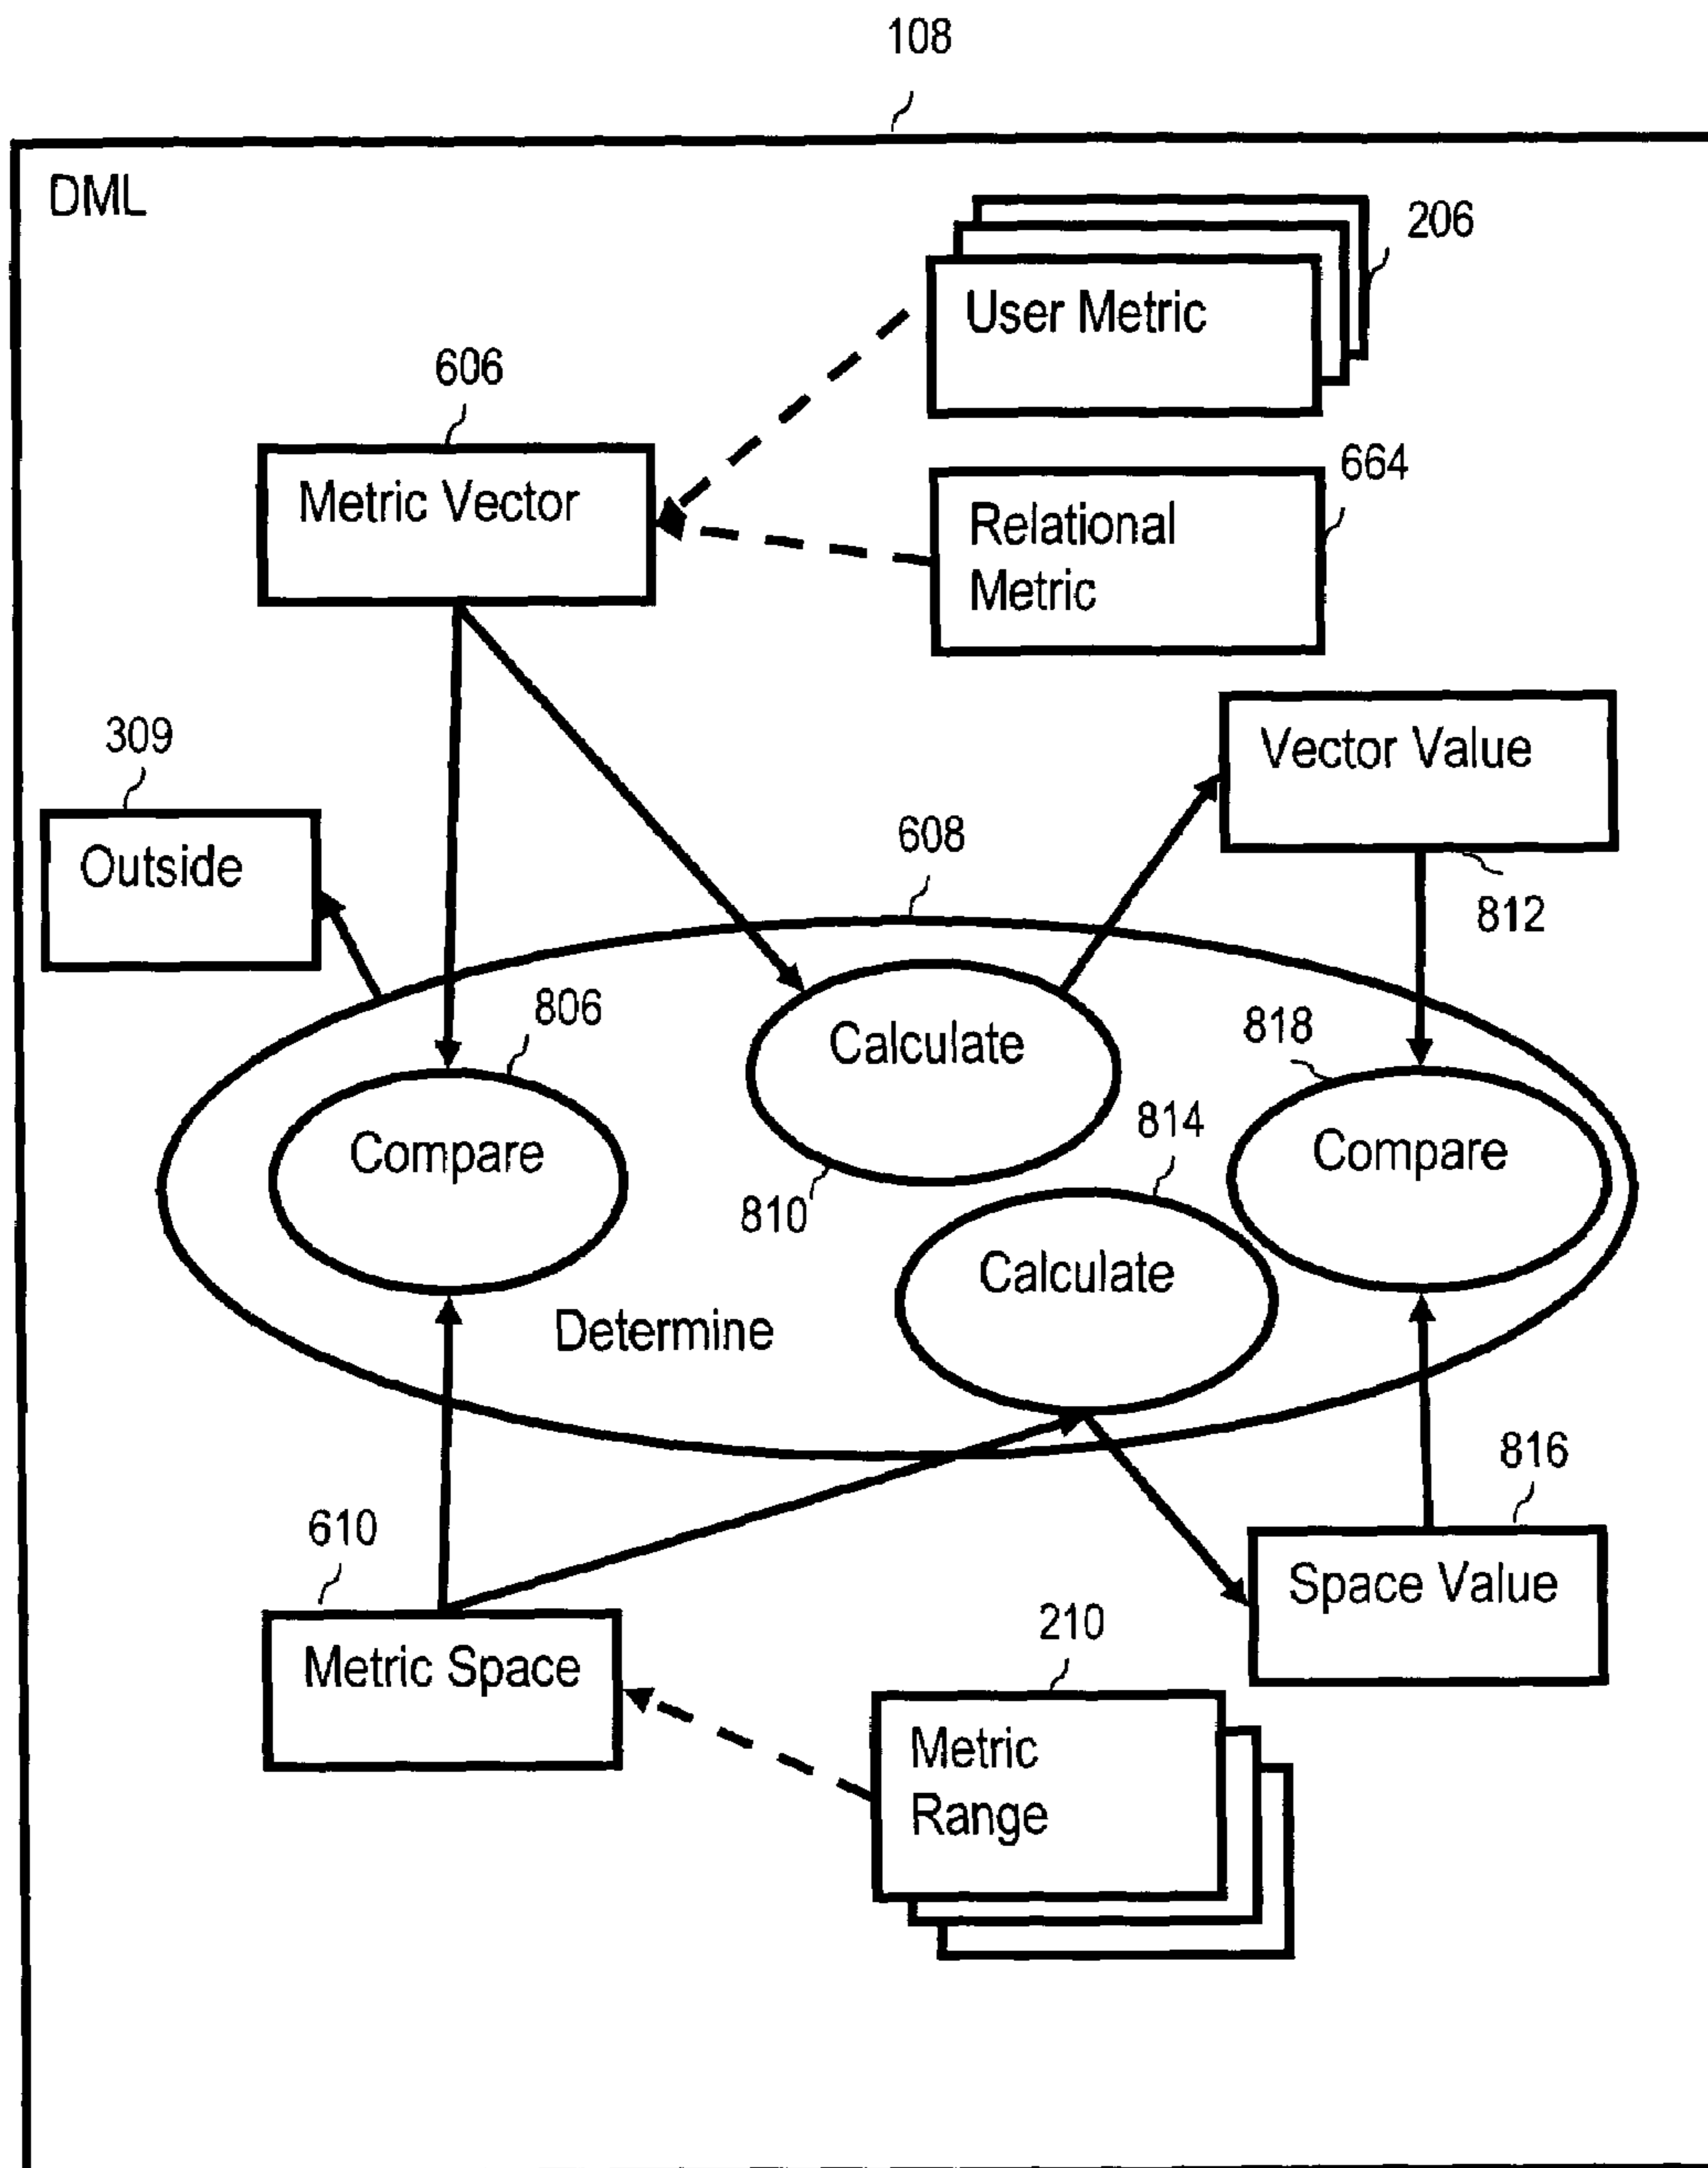 108
DML
206
User Metric
606
664
Metric Vector
Relational
Metric
309
Vector Value
608
Outside
812
806
818
Calculate
814
Compare
Compare
810
Calculate
Determine
816
610
Space Value
210
Metric Space
Metric
Range